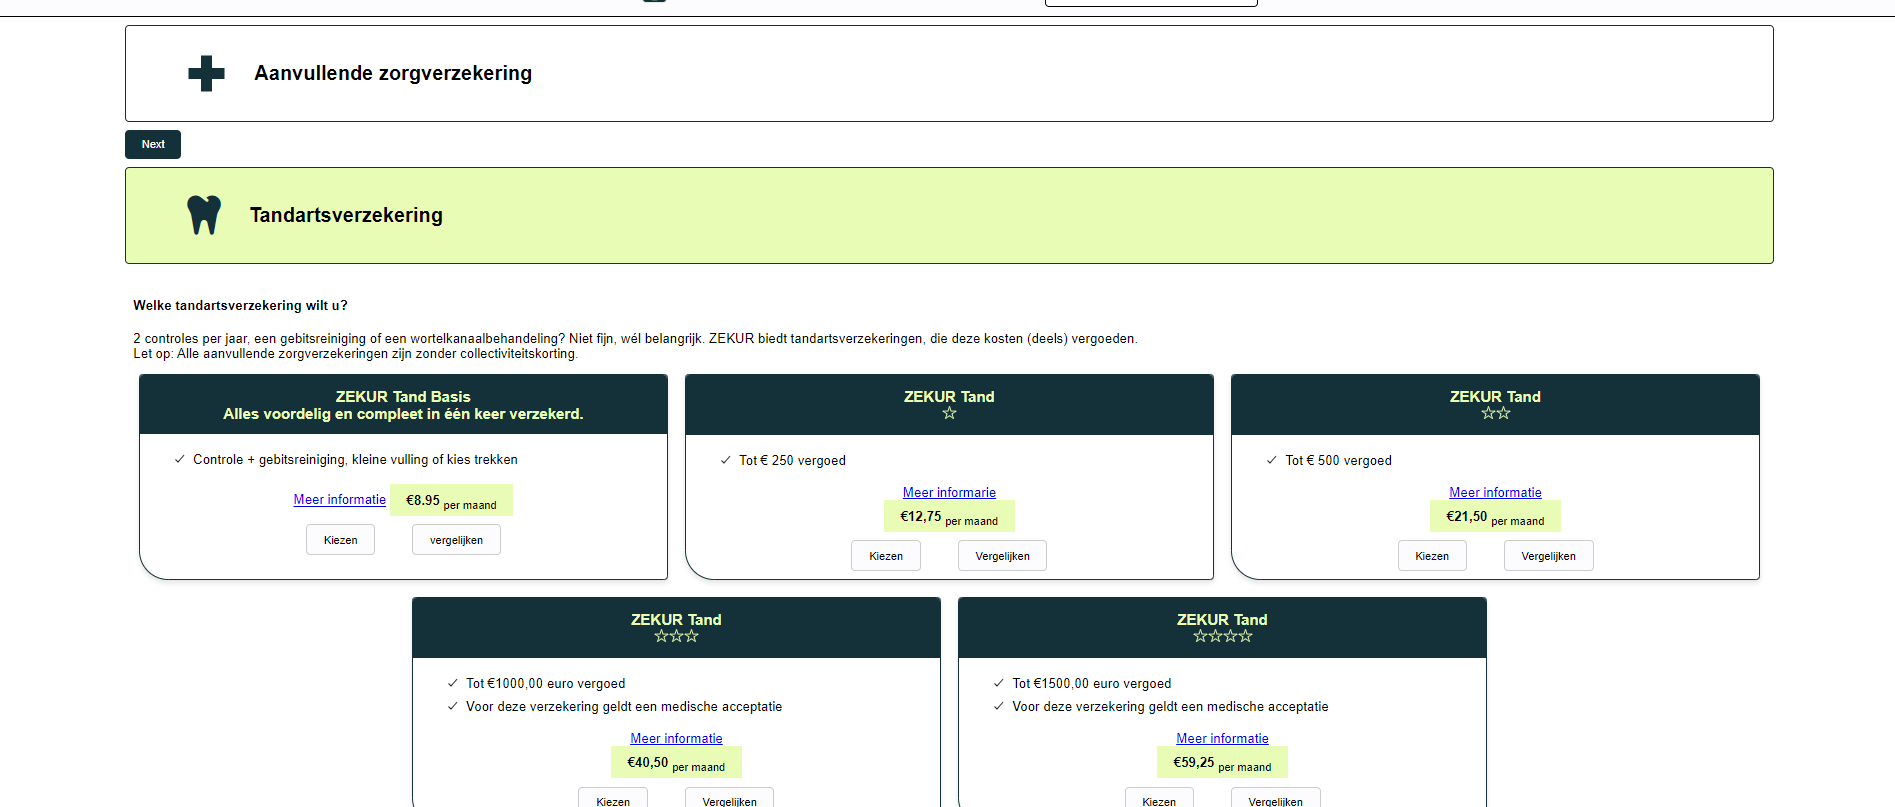 Aanvullende zorgverzekering
Next
Tandartsverzekering
Welke tandartsverzekering wilt u?
2 controles per jaar, een gebitsreiniging of een wortelkanaalbehandeling? Niet fijn, wél belangrijk. ZEKUR biedt tandartsverzekeringen, die deze kosten (deels) vergoeden.
Let op: Alle aanvullende zorgverzekeringen zijn zonder collectiviteitskorting.
ZEKUR Tand Basis
Alles voordelig en compleet in één keer verzekerd.
✓ Controle + gebitsreiniging, kleine vulling of kies trekken
Meer informatie €8.95 per maand
Kiezen vergelijken
ZEKUR Tand
☆
✓ Tot € 250 vergoed
Meer informarie
€12,75 per maand
Kiezen Vergelijken
ZEKUR Tand
☆☆
✓ Tot € 500 vergoed
Meer informatie
€21,50 per maand
Kiezen Vergelijken
ZEKUR Tand
☆☆☆
✓ Tot €1000,00 euro vergoed
✓ Voor deze verzekering geldt een medische acceptatie
Meer informatie
€40,50 per maand
Kiezen Vergelijken
ZEKUR Tand
☆☆☆☆
✓ Tot €1500,00 euro vergoed
✓ Voor deze verzekering geldt een medische acceptatie
Meer informatie
€59,25 per maand
Kiezen Vergelijken